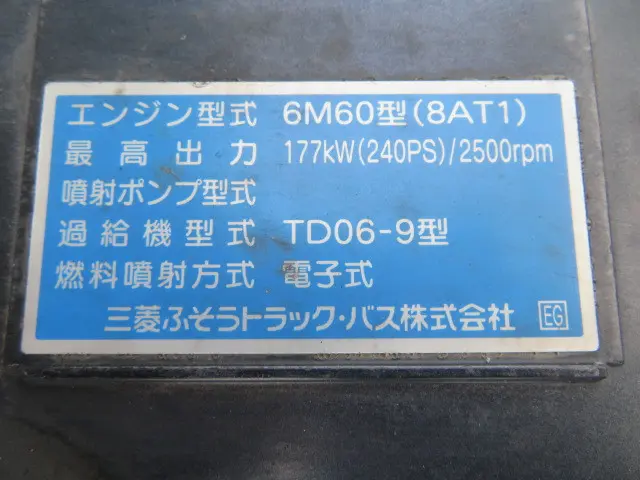 エンジン型式 6M60型(8AT1)
最高出力 177kW(240PS)/2500rpm
噴射ポンプ型式
過給機型式 TD06-9型
燃料噴射方式 電子式
三菱ふそうトラック・バス株式会社 EG